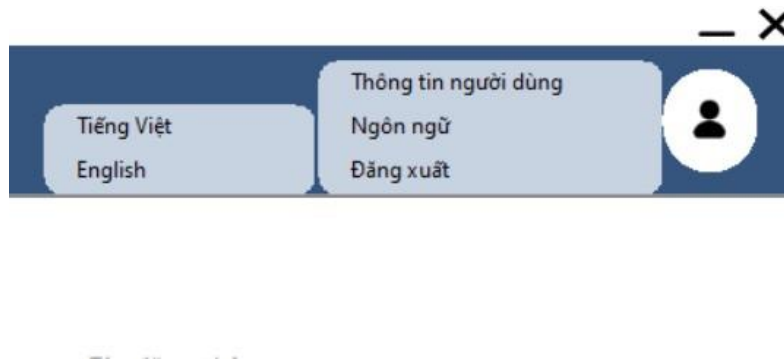 Thông tin người dùng
Tiếng Việt
Ngôn ngữ
English
Đăng xuất